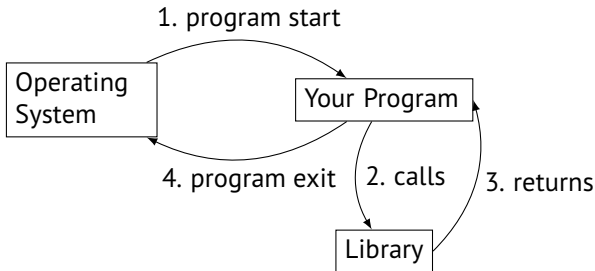 1. program start
Operating
System
Your Program
4. program exit
2. calls
3. returns
Library